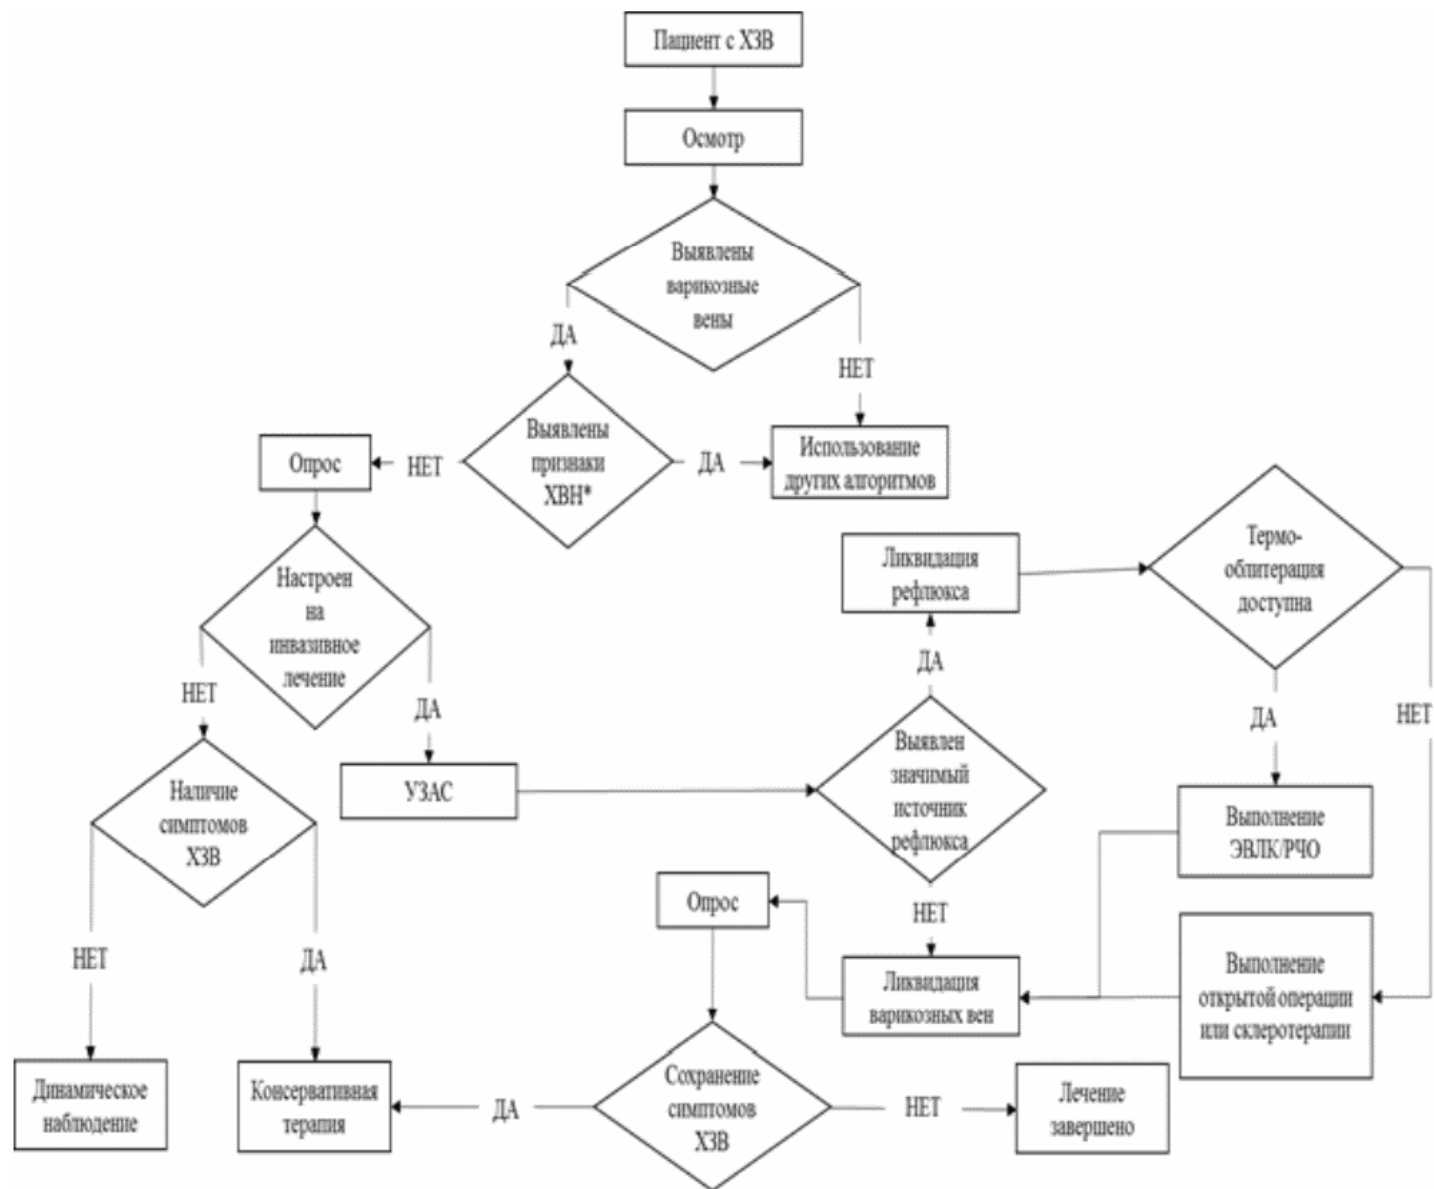 Пациент с ХЗВ
Осмотр
Выявлены
варикозные
вены
ДА
НЕТ
Выявлены
признаки
ХВН*
НЕТ
ДА
Опрос
Использование
других алгоритмов
Настроен
на
инвазивное
лечение
НЕТ
ДА
Наличие
симптомов
ХЗВ
НЕТ
ДА
Динамическое
наблюдение
Консервативная
терапия
УЗАС
Выявлен
значимый
источник
рефлюкса
ДА
НЕТ
Ликвидация
рефлюкса
Термо-
облитерация
доступна
ДА
НЕТ
Выполнение
ЭВЛК/РЧО
Выполнение
открытой операции
или склеротерапии
Ликвидация
варикозных вен
Опрос
Сохранение
симптомов
ХЗВ
ДА
НЕТ
Лечение
завершено